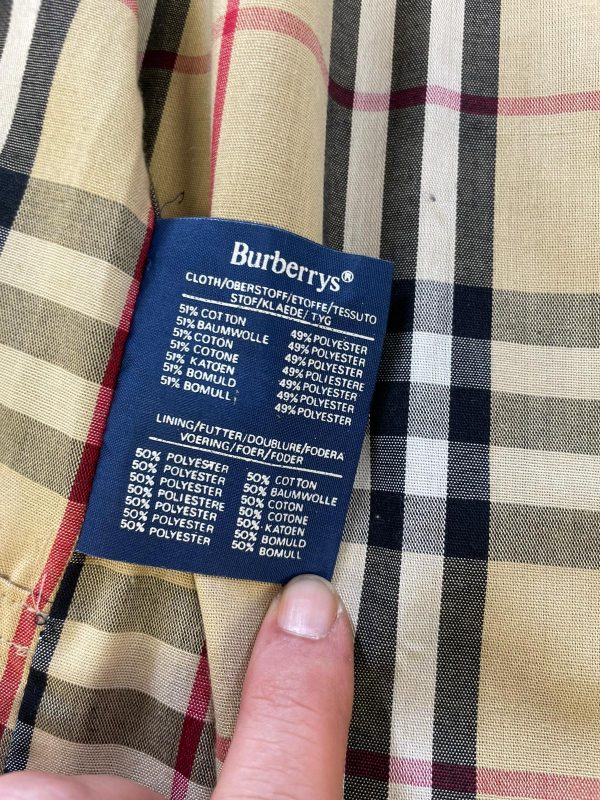 Burberrys®
CLOTH/OBERSTOFF/ETOFFE/TESSUTO
STOF/KLAEDE/TYG
51% COTTON 49% POLYESTER
51% BAUMWOLLE 49% POLYESTER
51% COTON 49% POLYESTER
51% COTONE 49% POLIESTERE
51% KATOEN 49% POLYESTER
51% BOMULD 49% POLYESTER
51% BOMULL 49% POLYESTER
LINING/FUTTER/DOUBLURE/FODERA
VOERING/FOER/FODER
50% POLYESTER 50% COTTON
50% POLYESTER 50% BAUMWOLLE
50% POLYESTER 50% COTON
50% POLIESTERE 50% COTONE
50% POLYESTER 50% KATOEN
50% POLYESTER 50% BOMULD
50% POLYESTER 50% BOMULL